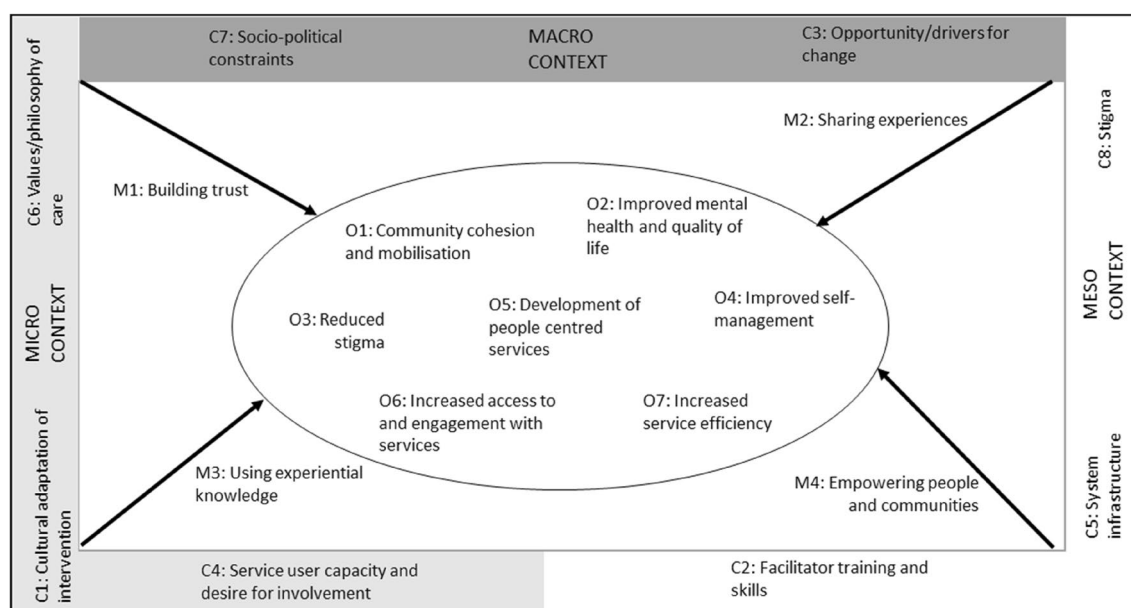 C7: Socio-political
constraints
MACRO
CONTEXT
C3: Opportunity/drivers for
change
C6: Values/philosophy of
care
MICRO
CONTEXT
C1: Cultural adaptation of
intervention
M1: Building trust
M2: Sharing experiences
O1: Community cohesion
and mobilisation
O2: Improved mental
health and quality of
life
O3: Reduced
stigma
O5: Development of
people centred
services
O4: Improved self-
management
O6: Increased access to
and engagement with
services
O7: Increased
service efficiency
M3: Using experiential
knowledge
M4: Empowering people
and communities
C8: Stigma
MESO
CONTEXT
C5: System
infrastructure
C4: Service user capacity and
desire for involvement
C2: Facilitator training and
skills